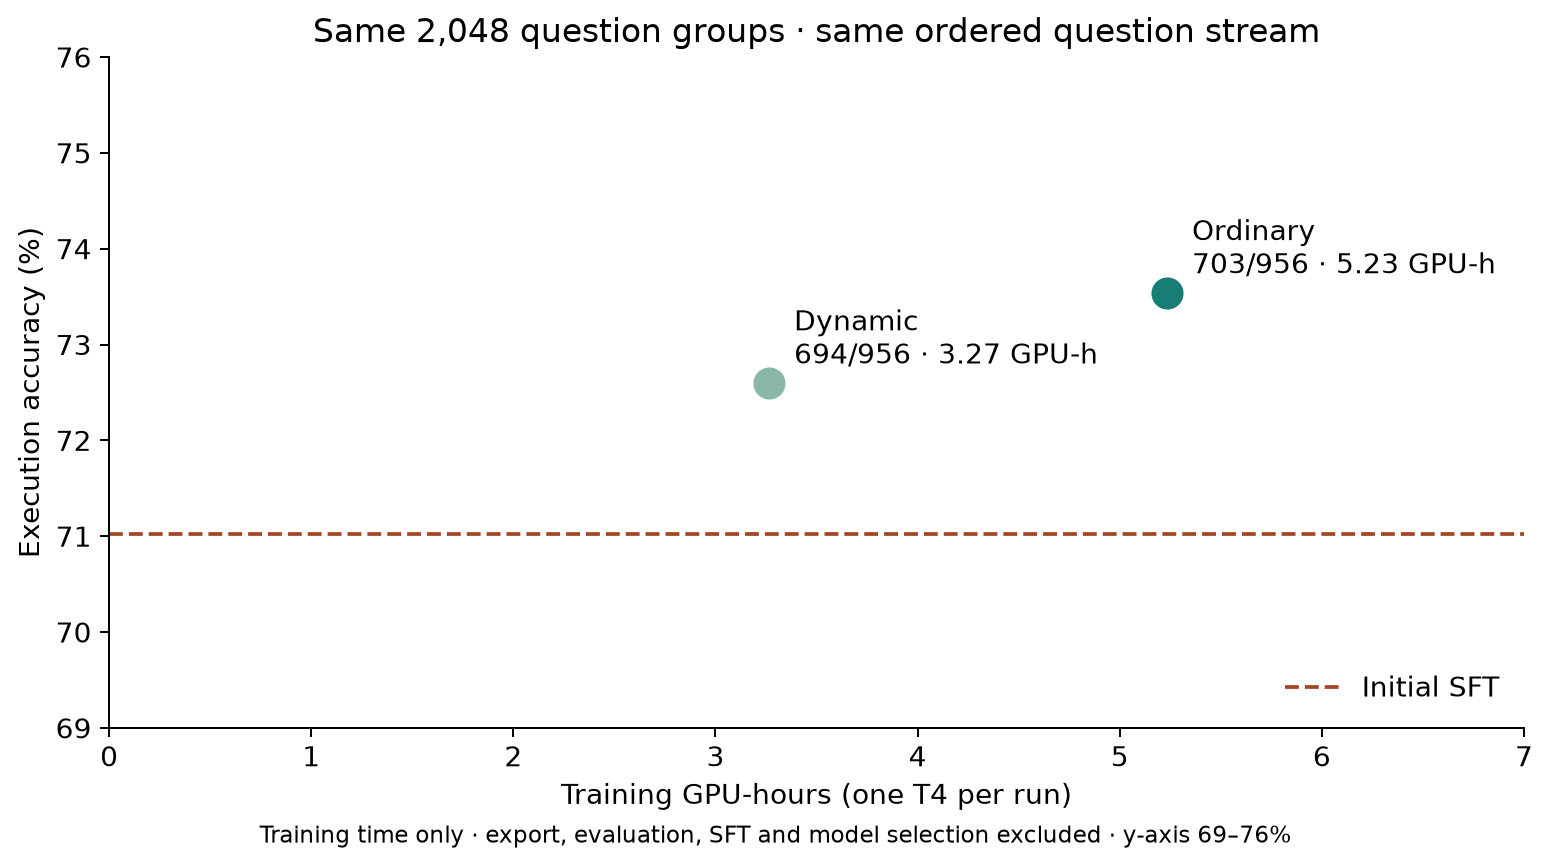 Same 2,048 question groups · same ordered question stream
Execution accuracy (%)
76
75
74
73
72
71
70
69
Ordinary
703/956 · 5.23 GPU-h
Dynamic
694/956 · 3.27 GPU-h
Initial SFT
0 1 2 3 4 5 6 7
Training GPU-hours (one T4 per run)
Training time only · export, evaluation, SFT and model selection excluded · y-axis 69–76%